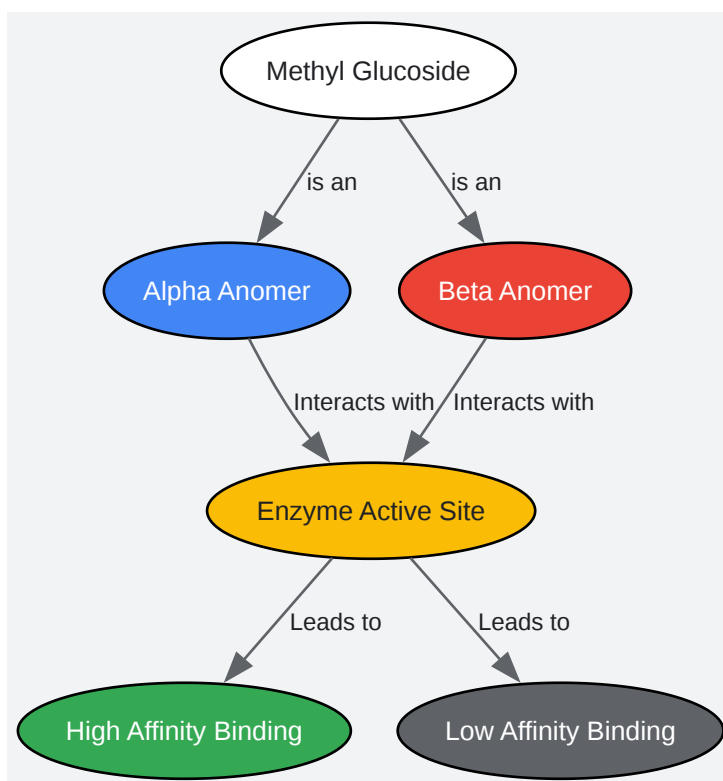 Methyl Glucoside
is an
is an
Alpha Anomer
Beta Anomer
Interacts with
Interacts with
Enzyme Active Site
Leads to
Leads to
High Affinity Binding
Low Affinity Binding